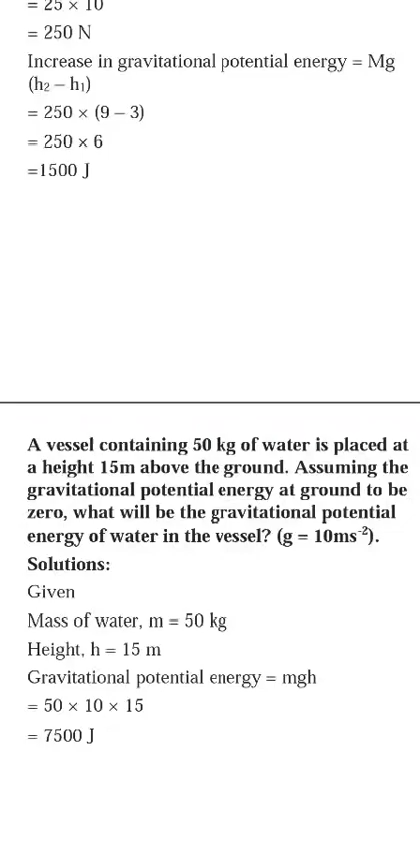 = 25 × 10
= 250 N
Increase in gravitational potential energy = Mg
(h₂ – h₁)
= 250 × (9 – 3)
= 250 × 6
=1500 J
A vessel containing 50 kg of water is placed at
a height 15m above the ground. Assuming the
gravitational potential energy at ground to be
zero, what will be the gravitational potential
energy of water in the vessel? (g = 10ms⁻²).
Solutions:
Given
Mass of water, m = 50 kg
Height, h = 15 m
Gravitational potential energy = mgh
= 50 × 10 × 15
= 7500 J